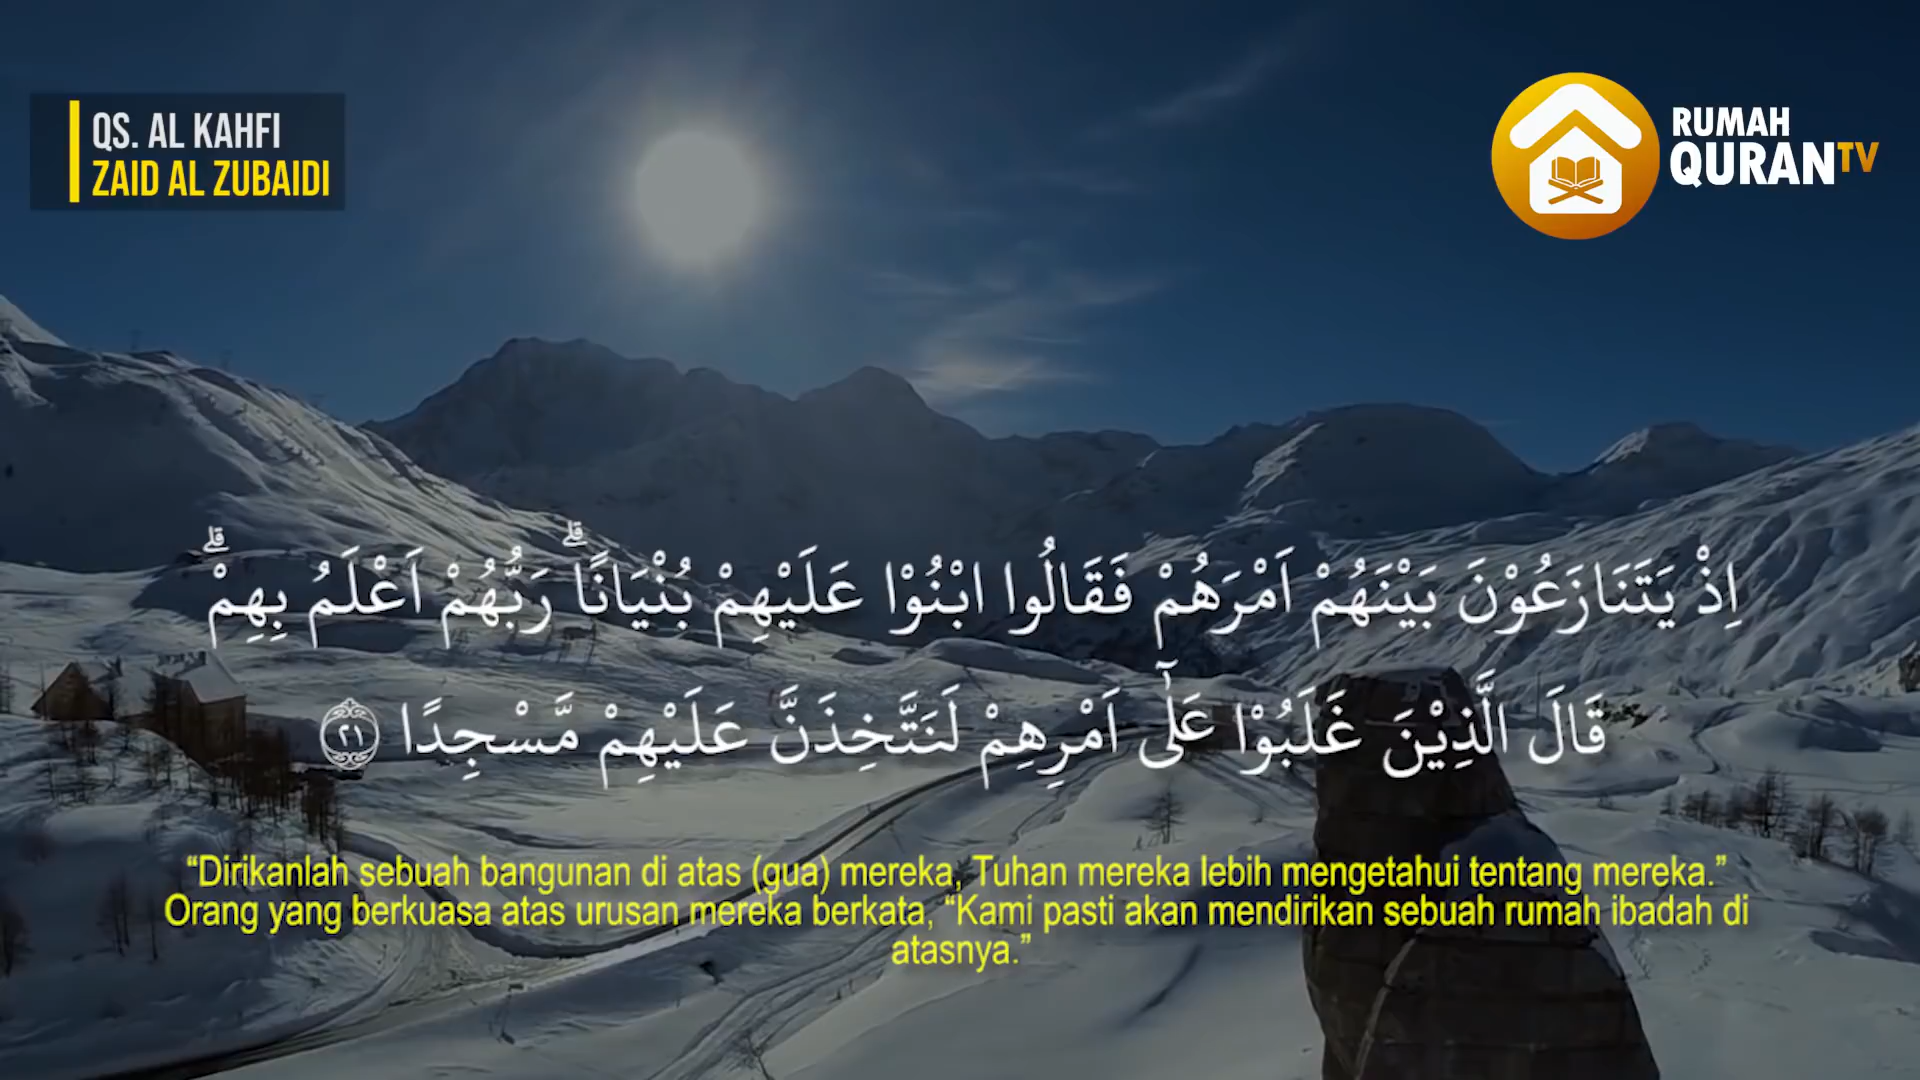 QS. AL KAHFI
ZAID AL ZUBAIDI
RUMAH
QURANTV
اِذْ يَتَنَازَعُوْنَ بَيْنَهُمْ اَمْرَهُمْ فَقَالُوا ابْنُوْا عَلَيْهِمْ بُنْيَانًاۗ رَبُّهُمْ اَعْلَمُ بِهِمْۗ
قَالَ الَّذِيْنَ غَلَبُوْا عَلٰٓى اَمْرِهِمْ لَنَتَّخِذَنَّ عَلَيْهِمْ مَّسْجِدًا ٢١
“Dirikanlah sebuah bangunan di atas (gua) mereka, Tuhan mereka lebih mengetahui tentang mereka.”
Orang yang berkuasa atas urusan mereka berkata, “Kami pasti akan mendirikan sebuah rumah ibadah di
atasnya.”